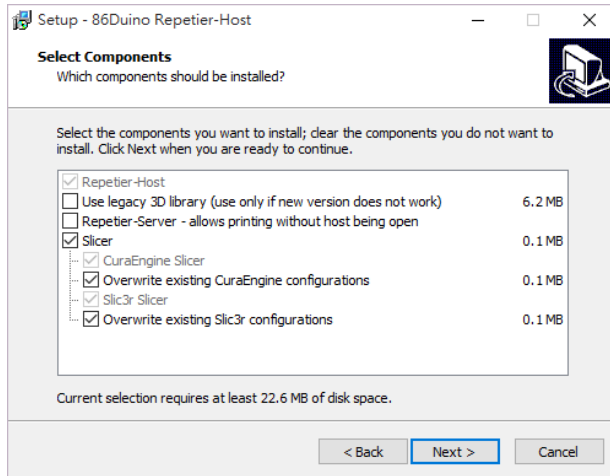 Setup - 86Duino Repetier-Host
Select Components
Which components should be installed?
Select the components you want to install; clear the components you do not want to
install. Click Next when you are ready to continue.
Repetier-Host
Use legacy 3D library (use only if new version does not work) 6.2 MB
Repetier-Server - allows printing without host being open
Slicer 0.1 MB
CuraEngine Slicer
Overwrite existing CuraEngine configurations 0.1 MB
Slic3r Slicer
Overwrite existing Slic3r configurations 0.1 MB
Current selection requires at least 22.6 MB of disk space.
< Back Next > Cancel